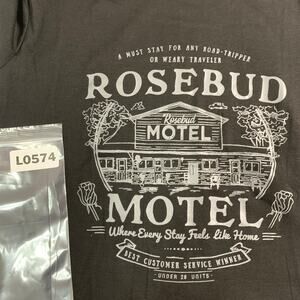 A MUST STAY FOR ANY ROAD-TRIPPER
OR WEARY TRAVELER
ROSEBUD
Rosebud
MOTEL
L0574
MOTEL
Where Every Stay Feels Like Home
BEST CUSTOMER SERVICE WINNER
- UNDER 20 UNITS -